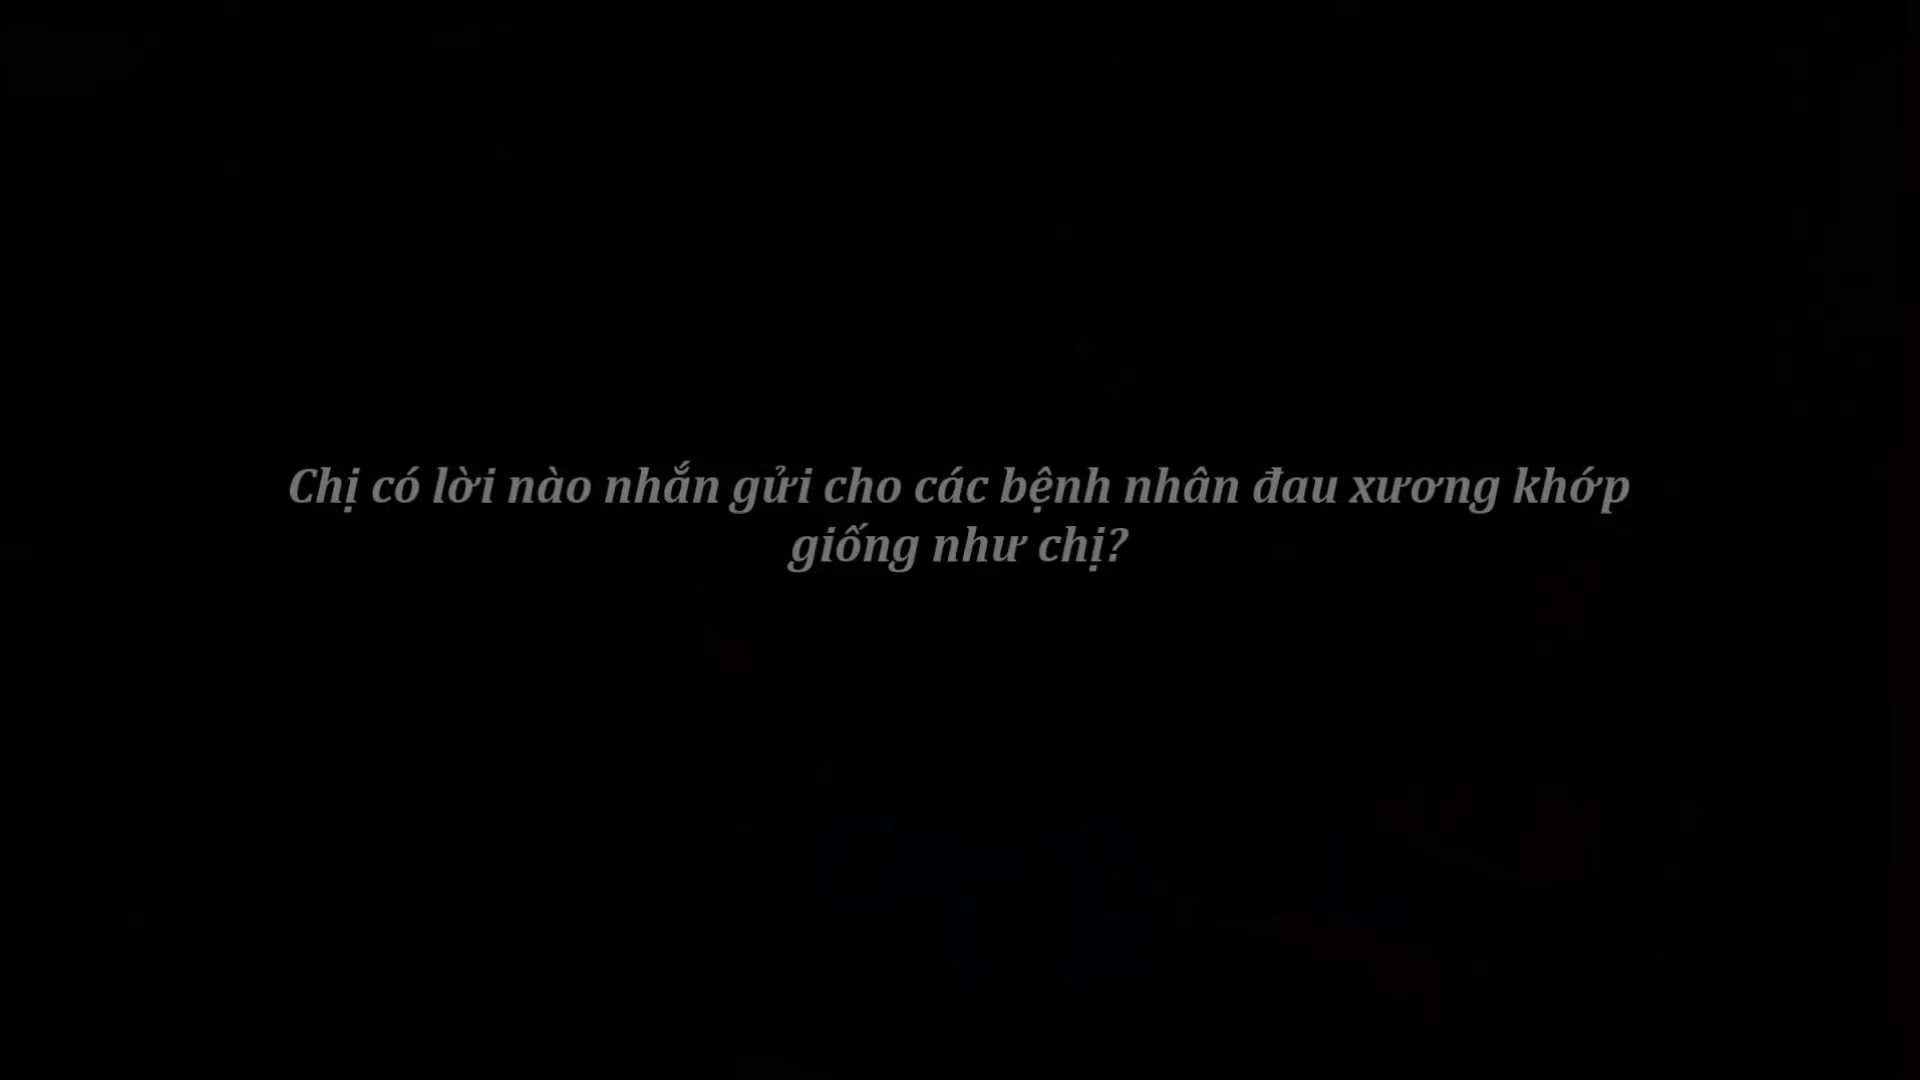 Chị có lời nào nhắn gửi cho các bệnh nhân đau xương khớp
giống như chị?